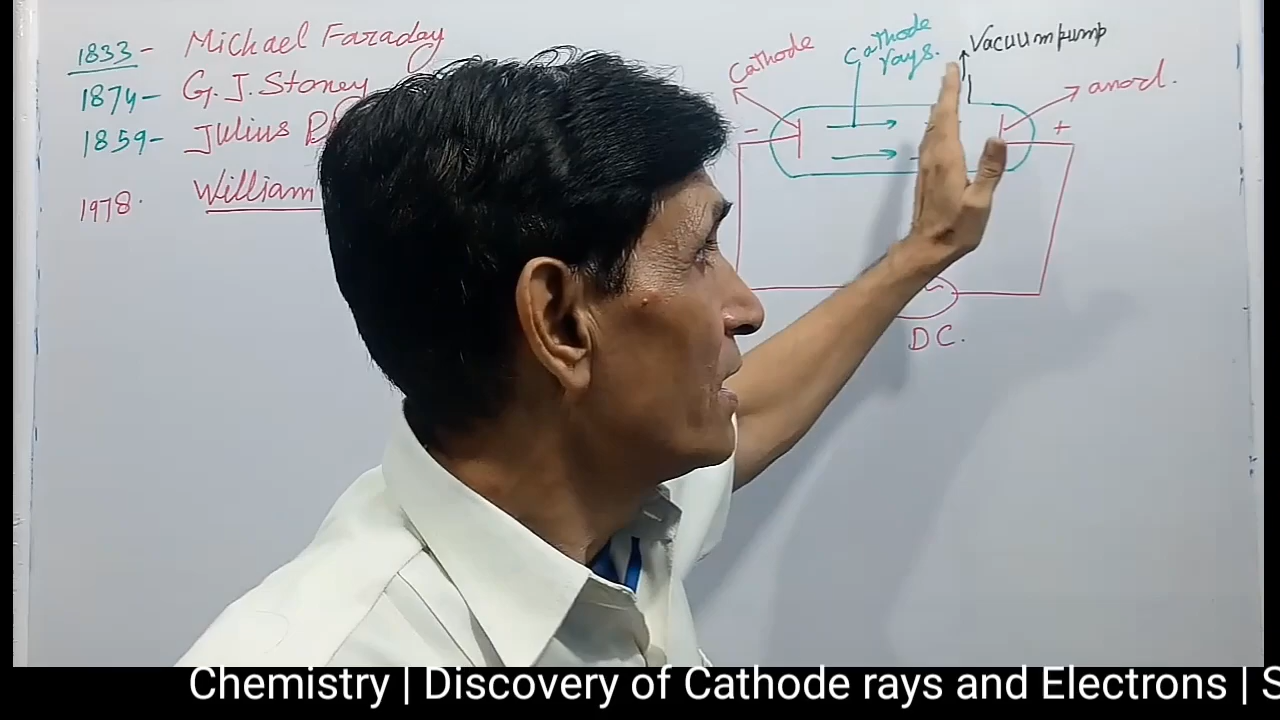 1833 - Michael Faraday
1874 - G. J. Stoney
1859 - Julius
1978. William
Cathode
Cathode rays.
Vacuum pump
anod.
-
+
DC.
Chemistry | Discovery of Cathode rays and Electrons | S